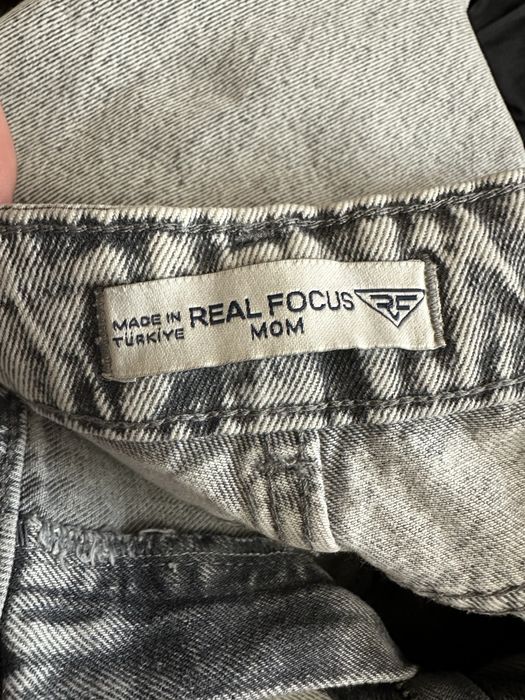 MADE IN
TÜRKİYE
REAL FOCUS
MOM
RF